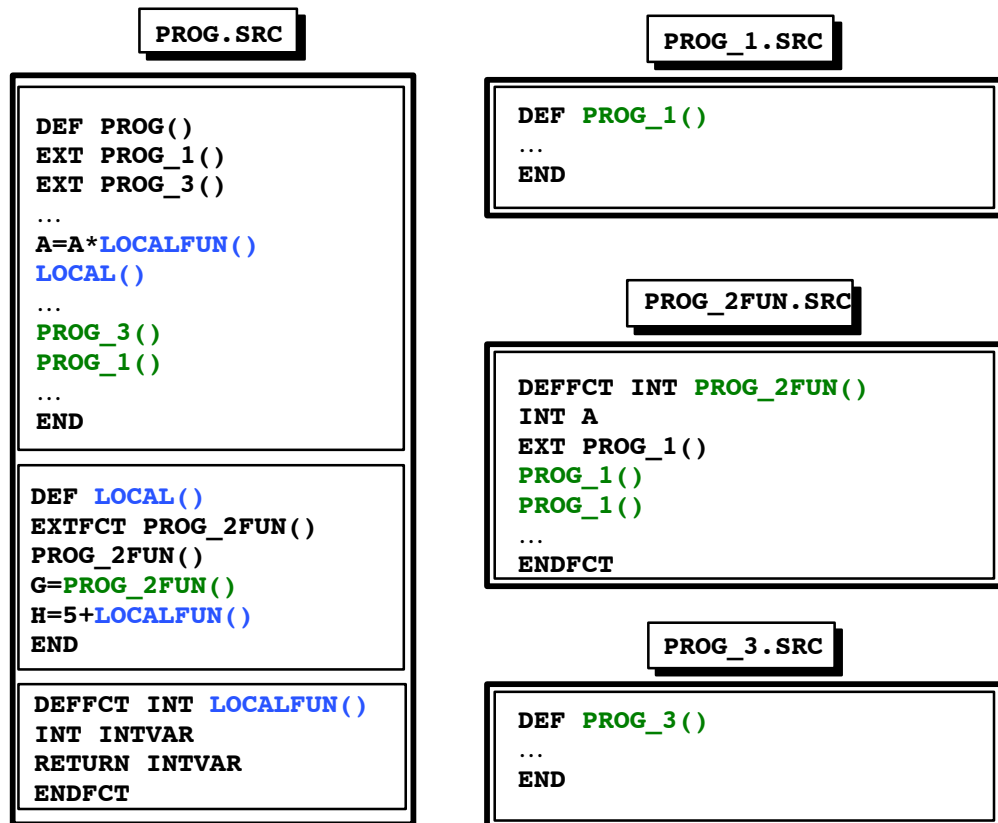 PROG.SRC
DEF PROG()
EXT PROG_1()
EXT PROG_3()
...
A=A*LOCALFUN()
LOCAL()
...
PROG_3()
PROG_1()
...
END
DEF LOCAL()
EXTFCT PROG_2FUN()
PROG_2FUN()
G=PROG_2FUN()
H=5+LOCALFUN()
END
DEFFCT INT LOCALFUN()
INT INTVAR
RETURN INTVAR
ENDFCT
PROG_1.SRC
DEF PROG_1()
...
END
PROG_2FUN.SRC
DEFFCT INT PROG_2FUN()
INT A
EXT PROG_1()
PROG_1()
PROG_1()
...
ENDFCT
PROG_3.SRC
DEF PROG_3()
...
END